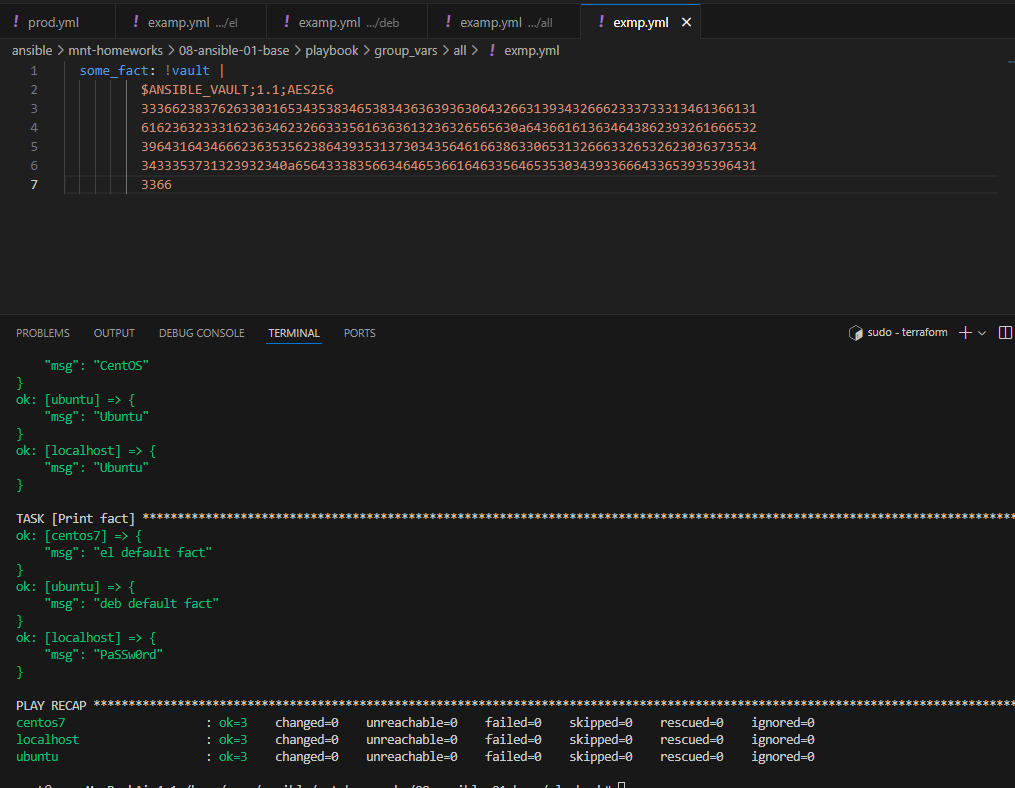 prod.yml examp.yml .../el examp.yml .../deb examp.yml .../all exmp.yml
ansible > mnt-homeworks > 08-ansible-01-base > playbook > group_vars > all > ! exmp.yml
1 some_fact: !vault |
2 $ANSIBLE_VAULT;1.1;AES256
3 33366238376263303165343538346538343636393630643266313934326662333733313461366131
4 6162363233316236346232663335616363613236326565630a643661613634643862393261666532
5 39643164346662363535623864393531373034356461663863306531326663326532623036373534
6 3433353731323932340a656433383566346465366164633564653530343933666433653935396431
7 3366
PROBLEMS OUTPUT DEBUG CONSOLE TERMINAL PORTS sudo - terraform
"msg": "CentOS"
}
ok: [ubuntu] => {
"msg": "Ubuntu"
}
ok: [localhost] => {
"msg": "Ubuntu"
}
TASK [Print fact] ****************************************************************************************************************************
ok: [centos7] => {
"msg": "el default fact"
}
ok: [ubuntu] => {
"msg": "deb default fact"
}
ok: [localhost] => {
"msg": "PaSSw0rd"
}
PLAY RECAP ***********************************************************************************************************************************
centos7 : ok=3 changed=0 unreachable=0 failed=0 skipped=0 rescued=0 ignored=0
localhost : ok=3 changed=0 unreachable=0 failed=0 skipped=0 rescued=0 ignored=0
ubuntu : ok=3 changed=0 unreachable=0 failed=0 skipped=0 rescued=0 ignored=0